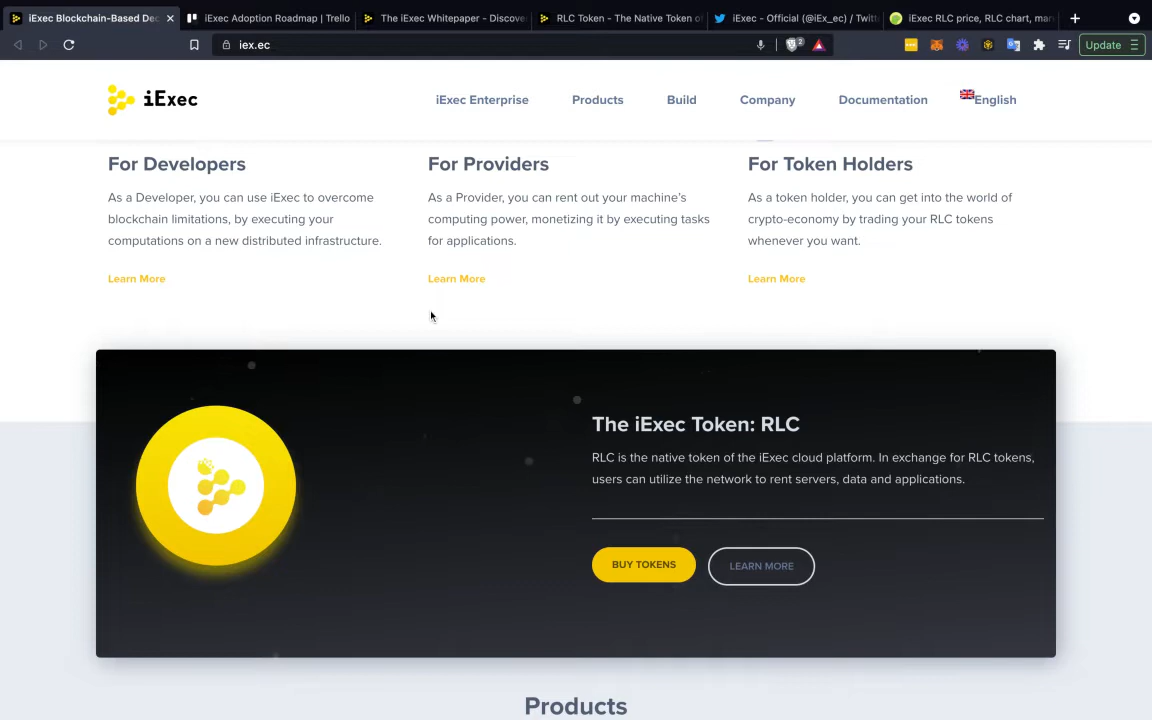 iExec Blockchain-Based Dec
iExec Adoption Roadmap | Trello
The iExec Whitepaper - Discove
RLC Token - The Native Token of
iExec - Official (@iEx_ec) / Twitt
iExec RLC price, RLC chart, mar
iex.ec
2
Update
iExec
iExec Enterprise
Products
Build
Company
Documentation
English
For Developers
For Providers
For Token Holders
As a Developer, you can use iExec to overcome
blockchain limitations, by executing your
computations on a new distributed infrastructure.
As a Provider, you can rent out your machine's
computing power, monetizing it by executing tasks
for applications.
As a token holder, you can get into the world of
crypto-economy by trading your RLC tokens
whenever you want.
Learn More
Learn More
Learn More
The iExec Token: RLC
RLC is the native token of the iExec cloud platform. In exchange for RLC tokens,
users can utilize the network to rent servers, data and applications.
BUY TOKENS
LEARN MORE
Products